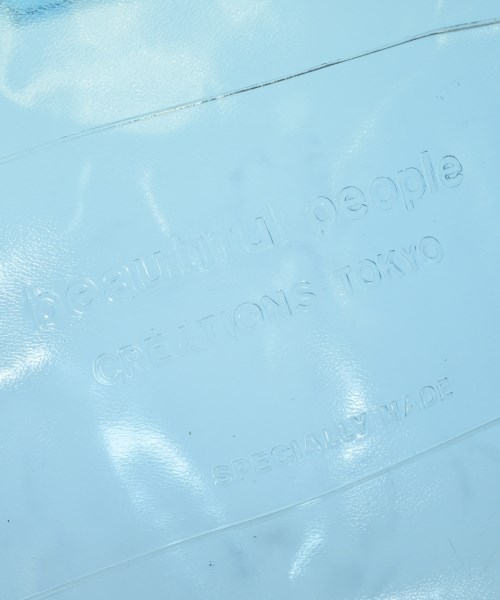 beautiful people
CRÉATIONS TOKYO
SPECIALLY MADE